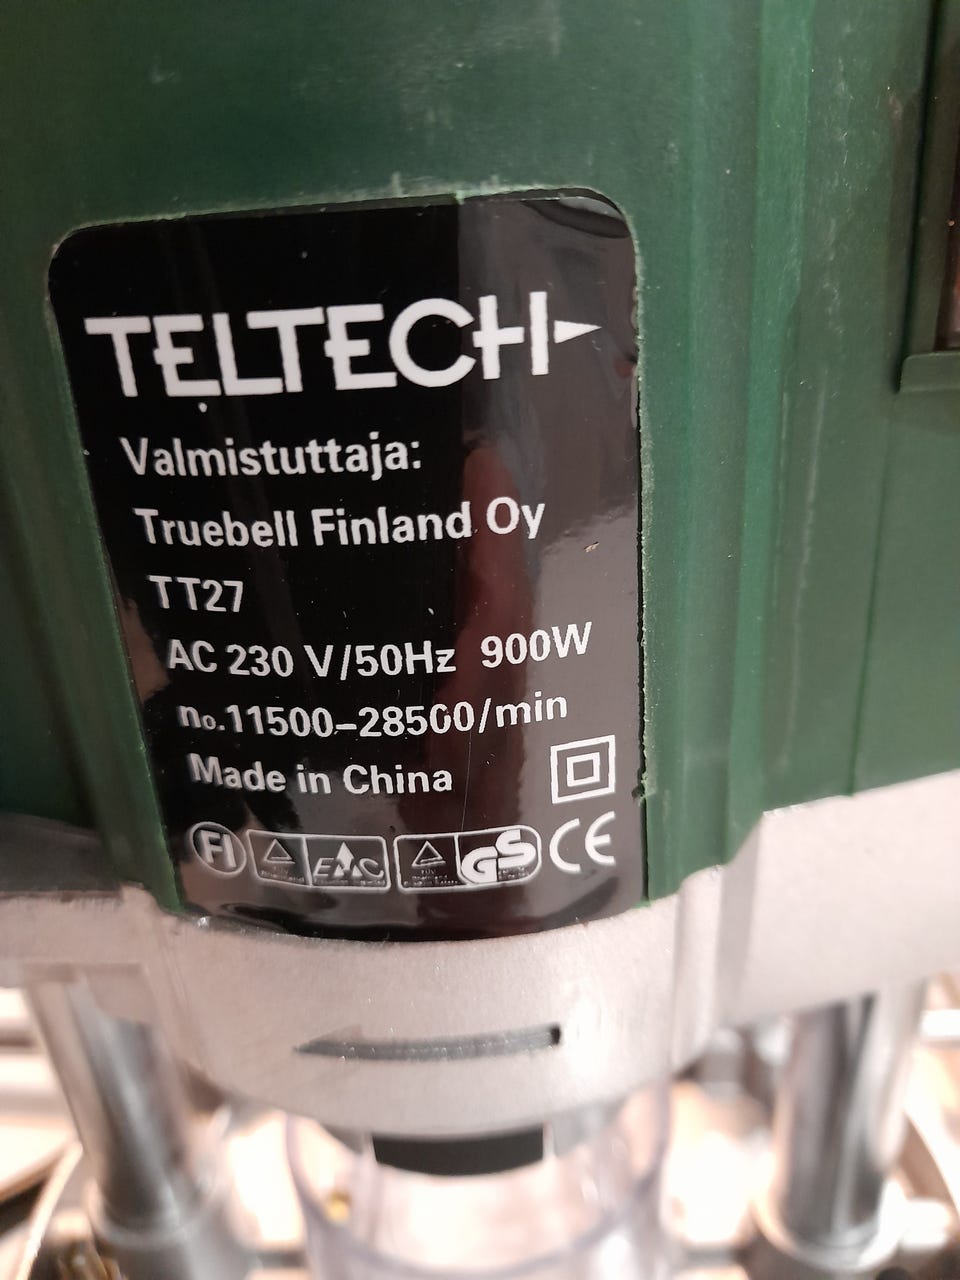 TELTECH
Valmistuttaja:
Truebell Finland Oy
TT27
AC 230 V/50Hz 900W
no.11500-28500/min
Made in China
FI EMC GS CE